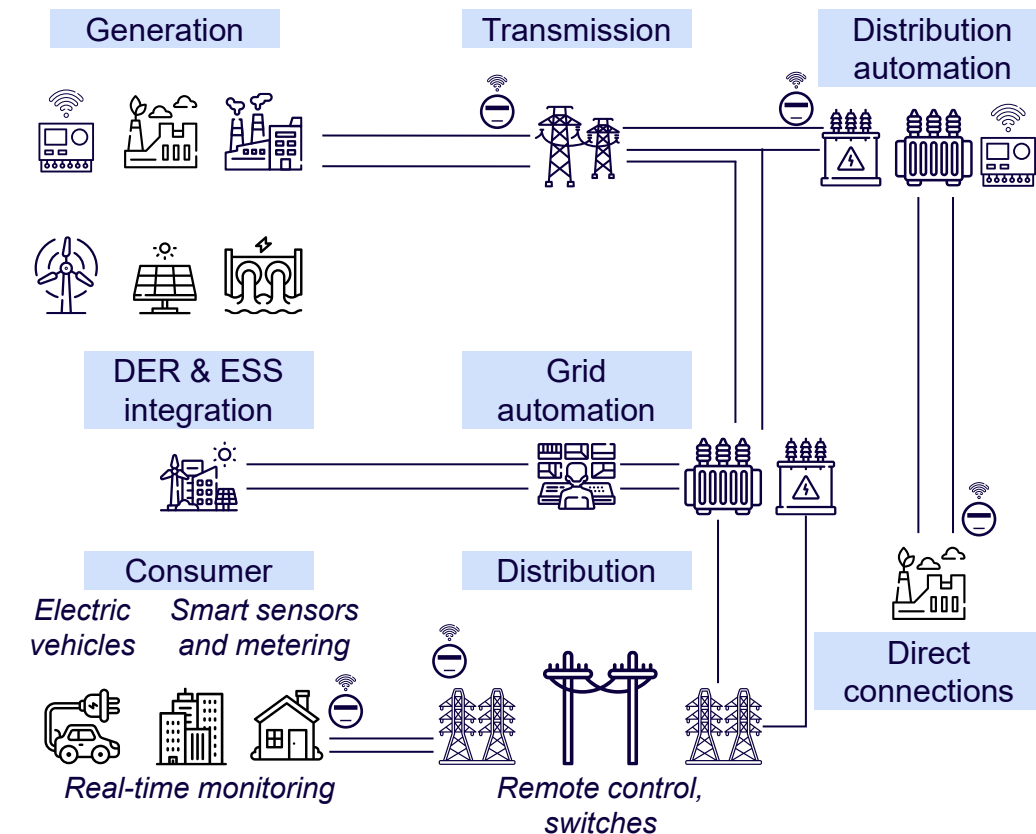 Generation
Transmission
Distribution
automation
DER & ESS
integration
Grid
automation
Consumer
Distribution
Electric
vehicles
Smart sensors
and metering
Direct
connections
Real-time monitoring
Remote control,
switches